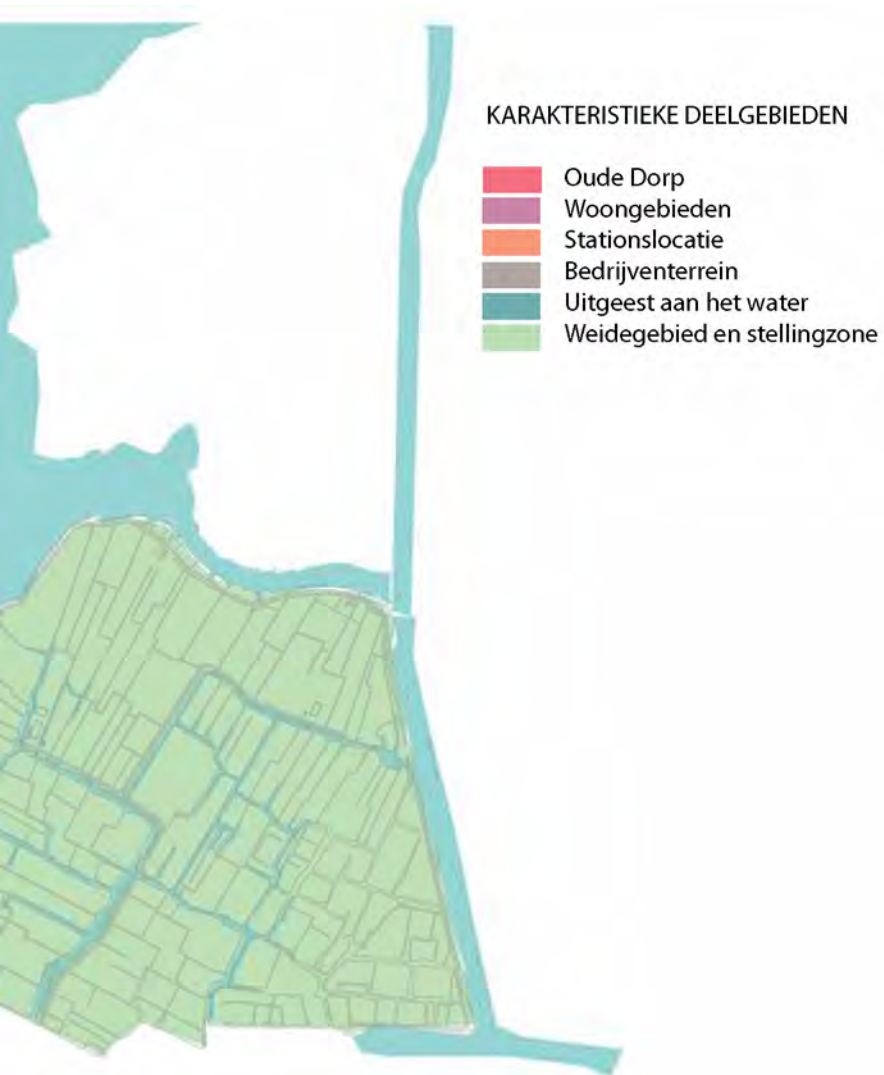 KARAKTERISTIEKE DEELGEBIEDEN
Oude Dorp
Woongebieden
Stationslocatie
Bedrijventerrein
Uitgeest aan het water
Weidegebied en stellingzone